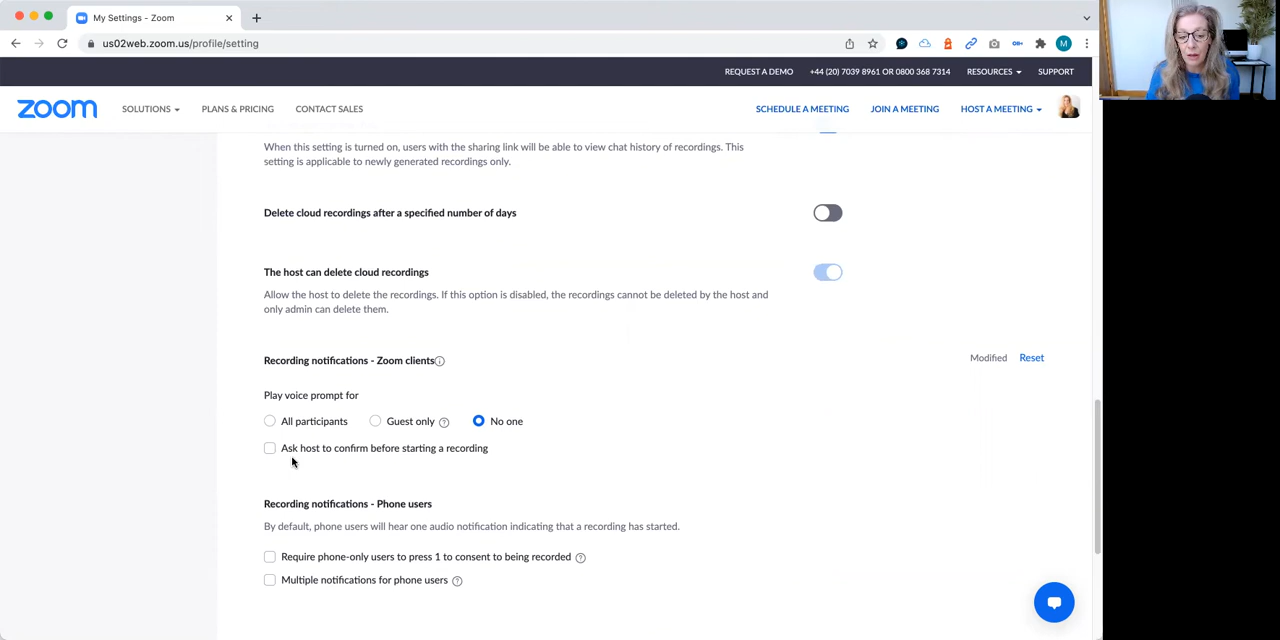 My Settings - Zoom
us02web.zoom.us/profile/setting
M
REQUEST A DEMO +44 (20) 7039 8961 OR 0800 368 7314 RESOURCES SUPPORT
zoom SOLUTIONS PLANS & PRICING CONTACT SALES SCHEDULE A MEETING JOIN A MEETING HOST A MEETING
When this setting is turned on, users with the sharing link will be able to view chat history of recordings. This
setting is applicable to newly generated recordings only.
Delete cloud recordings after a specified number of days
The host can delete cloud recordings
Allow the host to delete the recordings. If this option is disabled, the recordings cannot be deleted by the host and
only admin can delete them.
Recording notifications - Zoom clients
Modified Reset
Play voice prompt for
All participants Guest only No one
Ask host to confirm before starting a recording
Recording notifications - Phone users
By default, phone users will hear one audio notification indicating that a recording has started.
Require phone-only users to press 1 to consent to being recorded
Multiple notifications for phone users